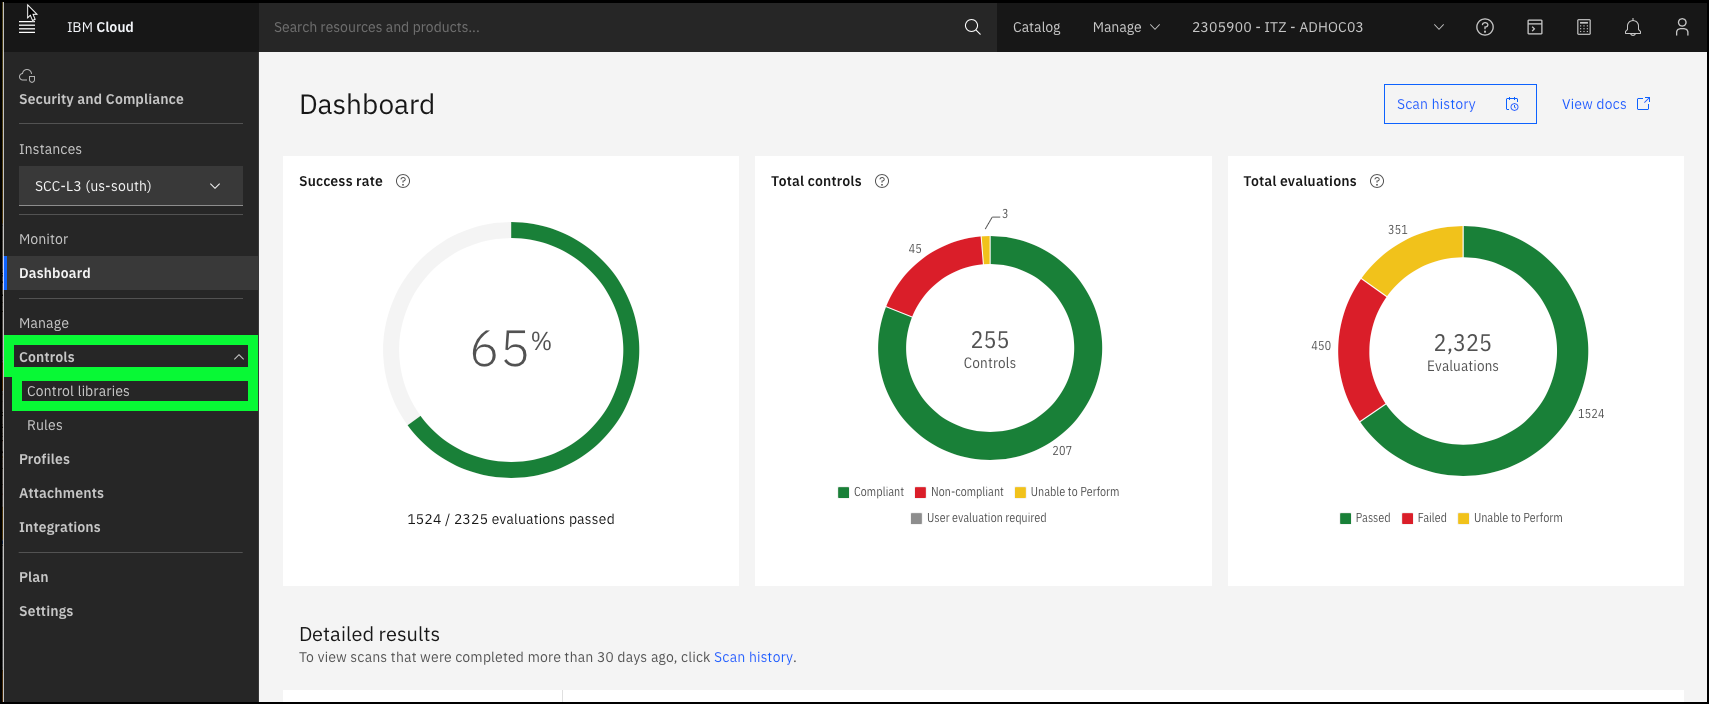 IBM Cloud
Search resources and products...
Catalog
Manage
2305900 - ITZ - ADHOC03
Security and Compliance
Instances
SCC-L3 (us-south)
Monitor
Dashboard
Manage
Controls
Control libraries
Rules
Profiles
Attachments
Integrations
Plan
Settings
Dashboard
Scan history
View docs
Success rate
65%
1524 / 2325 evaluations passed
Total controls
3
45
255
Controls
207
Compliant
Non-compliant
Unable to Perform
User evaluation required
Total evaluations
351
450
2,325
Evaluations
1524
Passed
Failed
Unable to Perform
Detailed results
To view scans that were completed more than 30 days ago, click Scan history.